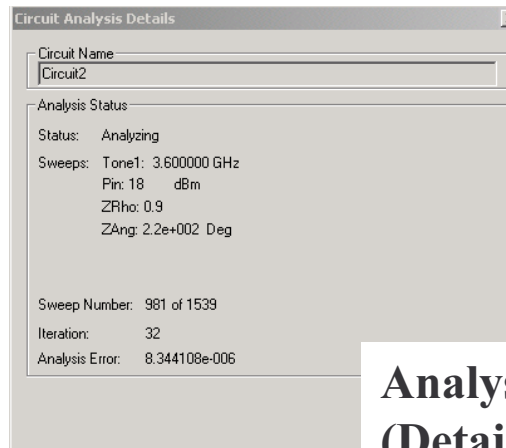 Circuit Analysis Details
Circuit Name
Circuit2
Analysis Status
Status: Analyzing
Sweeps: Tone1: 3.600000 GHz
Pin: 18 dBm
ZRho: 0.9
ZAng: 2.2e+002 Deg
Sweep Number: 981 of 1539
Iteration: 32
Analysis Error: 8.344108e-006